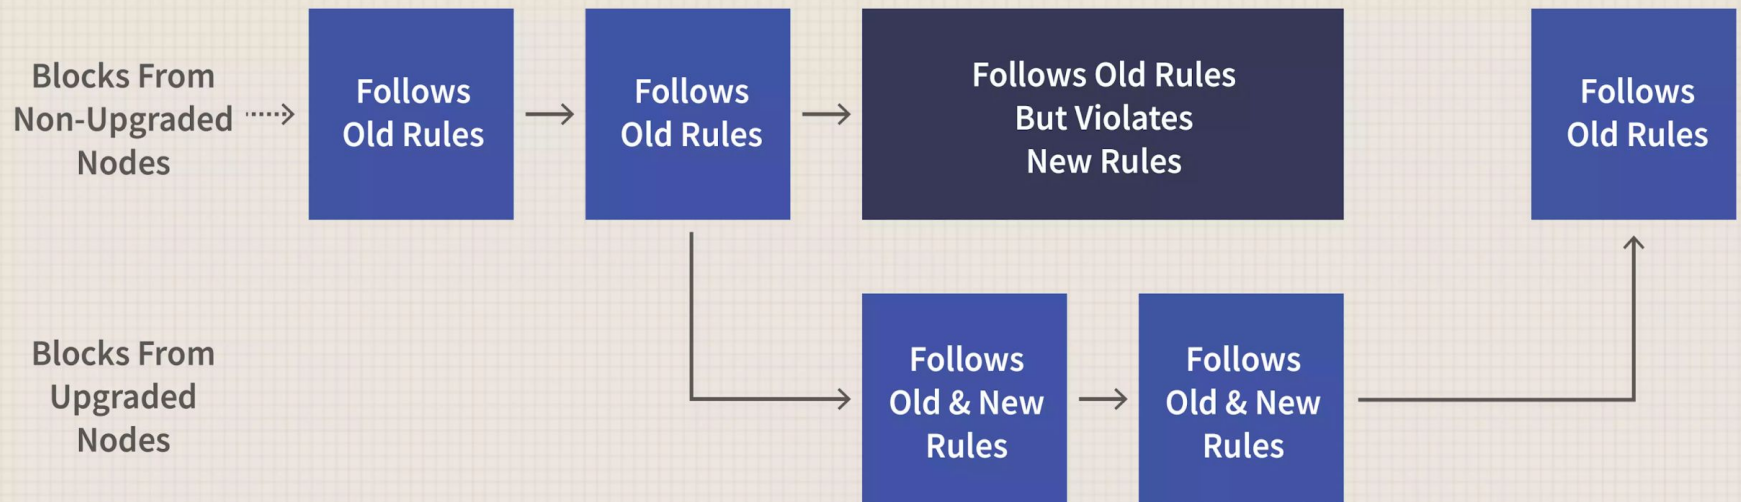 Blocks From
Non-Upgraded
Nodes
Follows
Old Rules
Follows
Old Rules
Follows Old Rules
But Violates
New Rules
Follows
Old Rules
Blocks From
Upgraded
Nodes
Follows
Old & New
Rules
Follows
Old & New
Rules